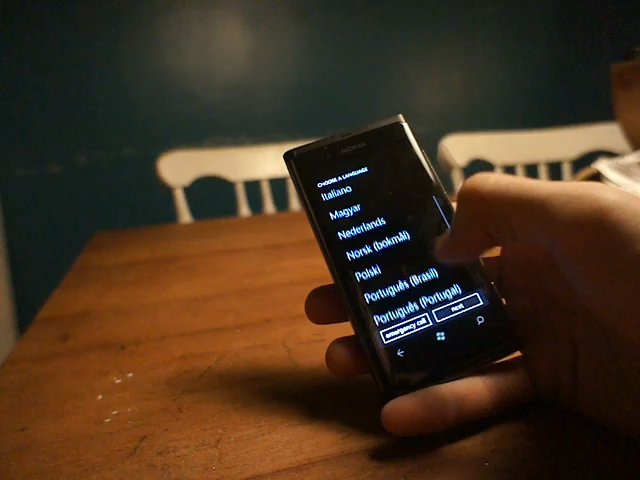 NOKIA
CHOOSE A LANGUAGE
Italiano
Magyar
Nederlands
Norsk (bokmål)
Polski
Português (Brasil)
Português (Portugal)
emergency call
next